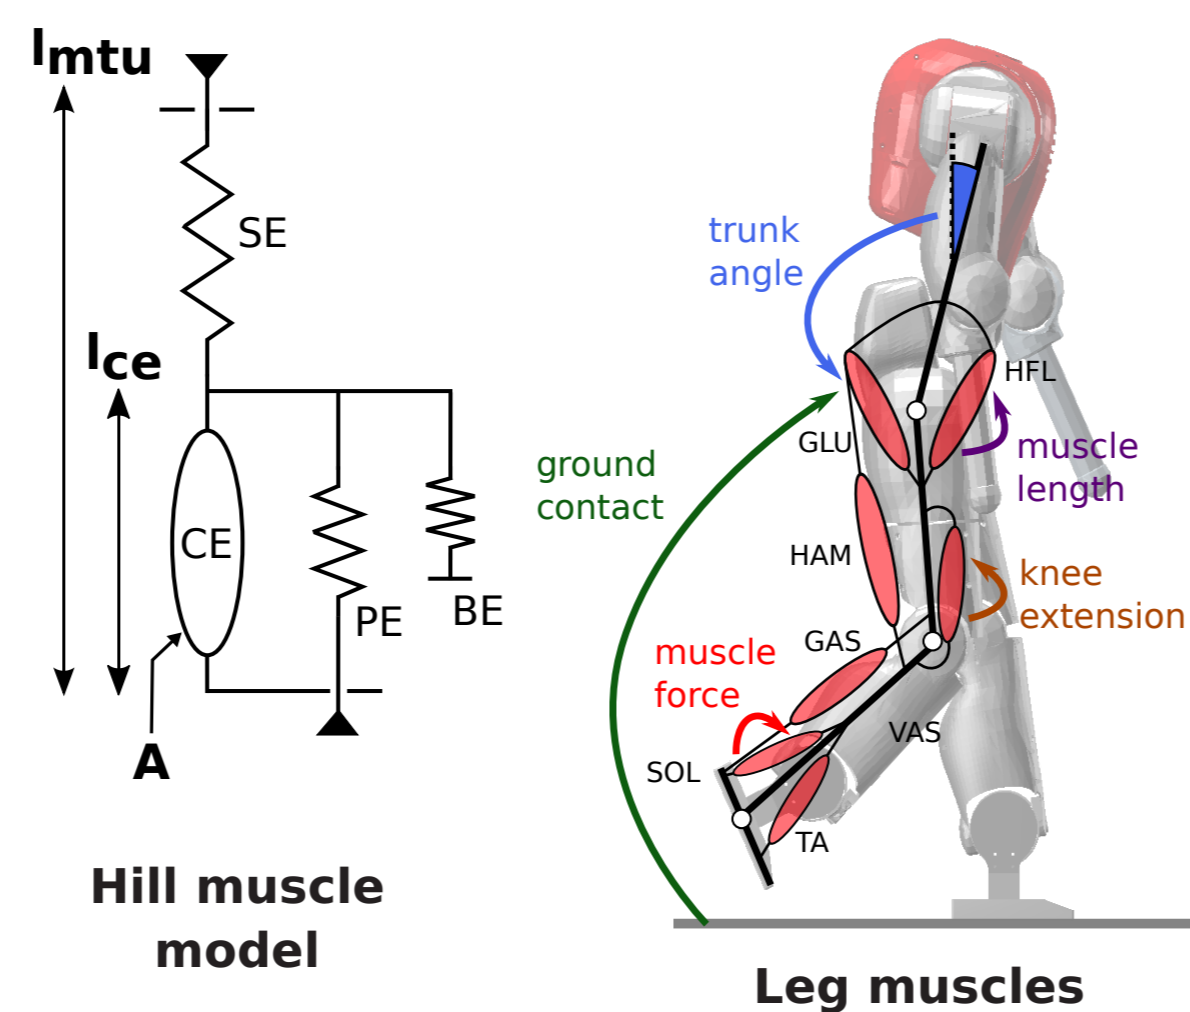 lmtu
SE
lce
CE
PE
BE
A
Hill muscle
model
trunk
angle
HFL
GLU
muscle
length
ground
contact
HAM
knee
extension
GAS
muscle
force
VAS
SOL
TA
Leg muscles